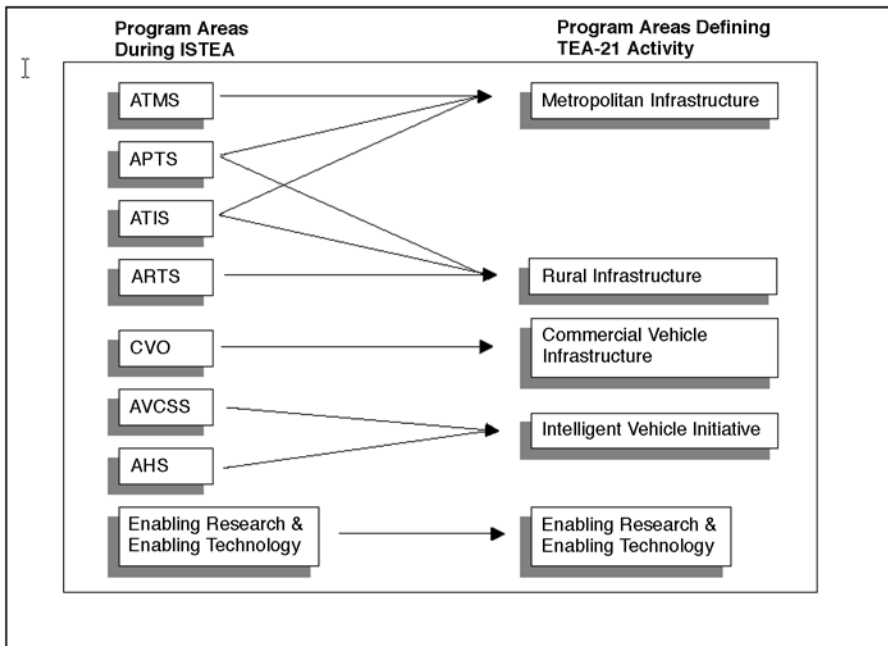 Program Areas
During ISTEA
Program Areas Defining
TEA-21 Activity
ATMS
Metropolitan Infrastructure
APTS
ATIS
ARTS
Rural Infrastructure
CVO
Commercial Vehicle
Infrastructure
AVCSS
Intelligent Vehicle Initiative
AHS
Enabling Research &
Enabling Technology
Enabling Research &
Enabling Technology